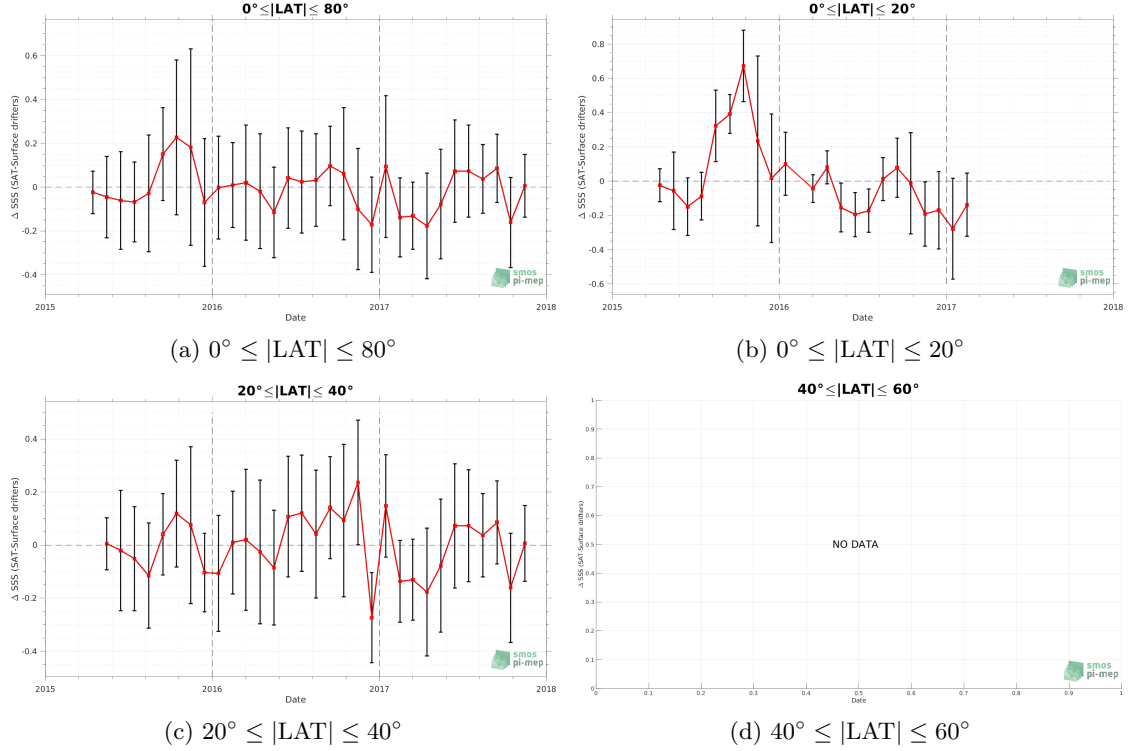 0°≤|LAT|≤ 80°
Δ SSS (SAT-Surface drifters)
0.6
0.4
0.2
0
-0.2
-0.4
2015
2016
2017
2018
Date
smos
pi-mep
(a) 0° ≤ |LAT| ≤ 80°
0°≤|LAT|≤ 20°
Δ SSS (SAT-Surface drifters)
0.8
0.6
0.4
0.2
0
-0.2
-0.4
-0.6
2015
2016
2017
2018
Date
smos
pi-mep
(b) 0° ≤ |LAT| ≤ 20°
20°≤|LAT|≤ 40°
Δ SSS (SAT-Surface drifters)
0.4
0.2
0
-0.2
-0.4
2015
2016
2017
2018
Date
smos
pi-mep
(c) 20° ≤ |LAT| ≤ 40°
40°≤|LAT|≤ 60°
Δ SSS (SAT-Surface drifters)
1
0.9
0.8
0.7
0.6
0.5
0.4
0.3
0.2
0.1
0
NO DATA
0 0.1 0.2 0.3 0.4 0.5 0.6 0.7 0.8 0.9 1
Date
smos
pi-mep
(d) 40° ≤ |LAT| ≤ 60°